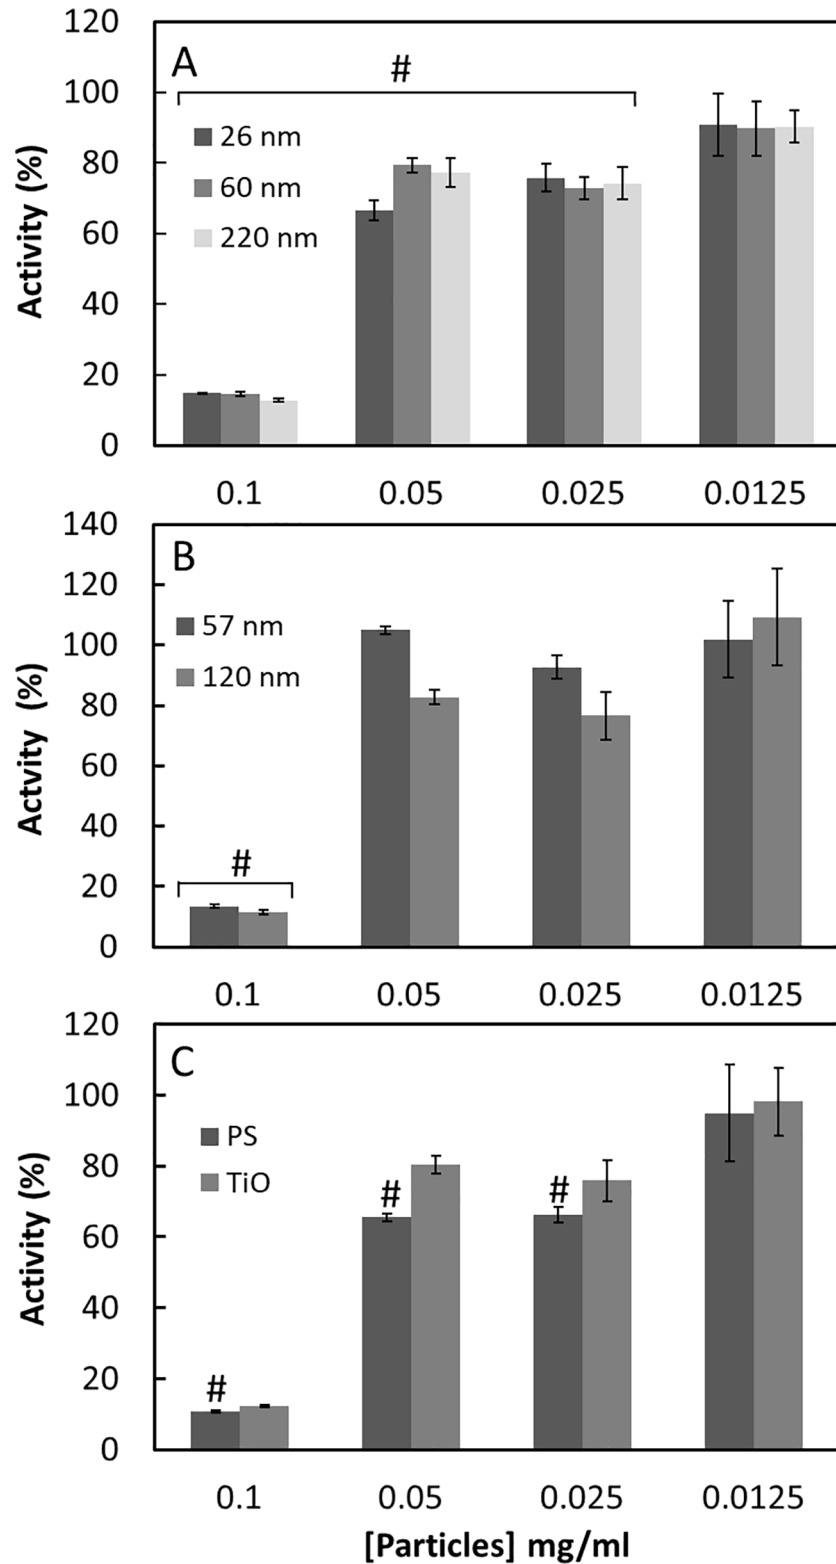 120
A
#
100
26 nm
80
60 nm
Activity (%)
60
220 nm
40
20
0
0.1 0.05 0.025 0.0125
140
B
120
57 nm
100
120 nm
Actvity (%)
80
60
40
#
20
0
0.1 0.05 0.025 0.0125
120
C
100
PS
80
TiO
# #
Activity (%)
60
40
20
#
0
0.1 0.05 0.025 0.0125
[Particles] mg/ml